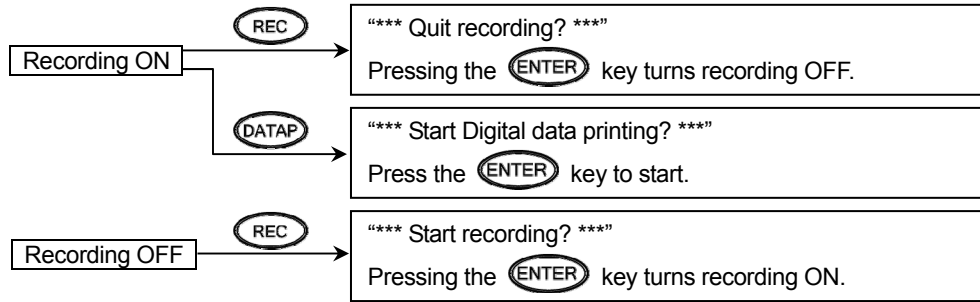 REC
“*** Quit recording? ***”
Recording ON
Pressing the ENTER key turns recording OFF.
DATAP
“*** Start Digital data printing? ***”
Press the ENTER key to start.
REC
“*** Start recording? ***”
Recording OFF
Pressing the ENTER key turns recording ON.